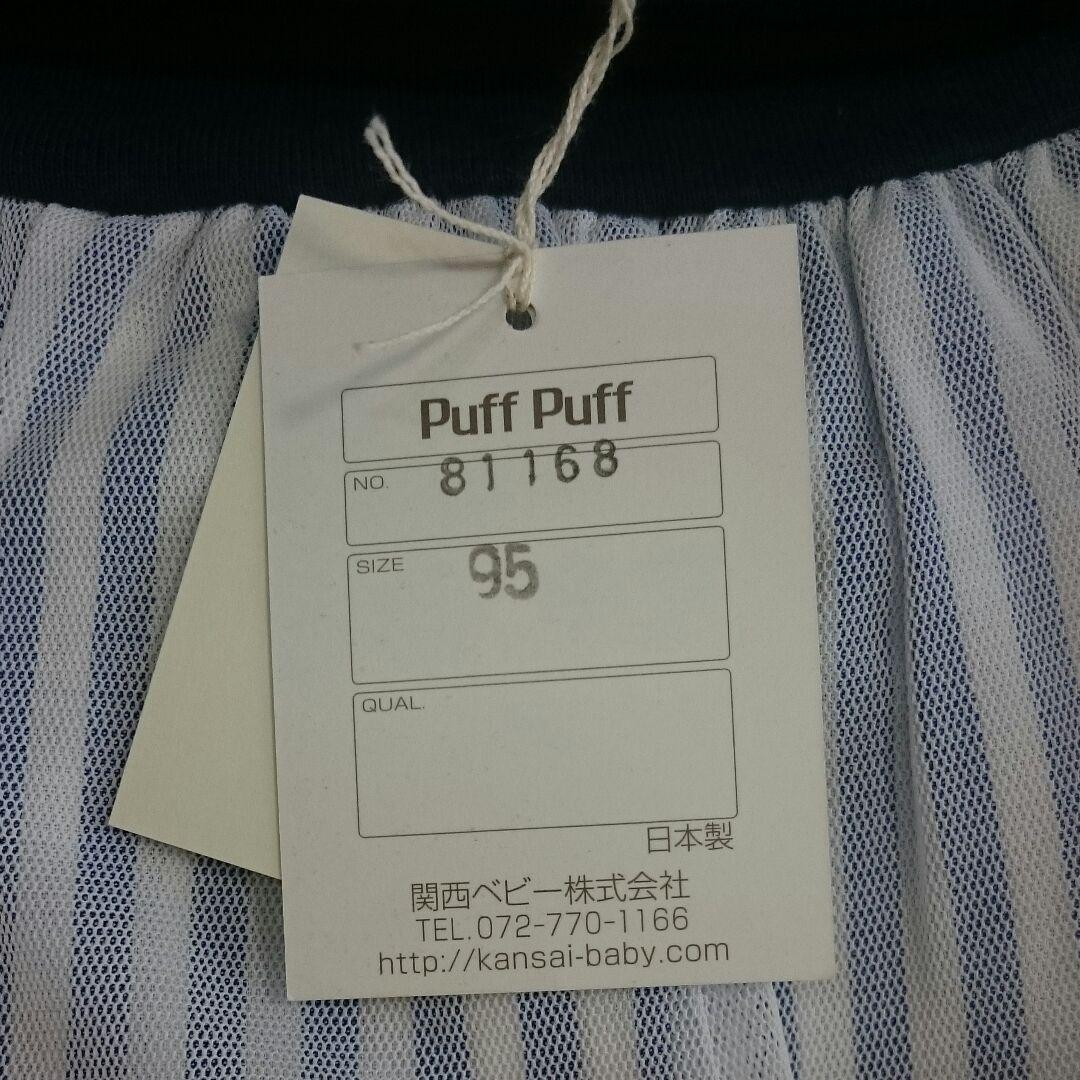 Puff Puff
NO. 81168
SIZE 95
QUAL.
日本製
関西ベビー株式会社
TEL.072-770-1166
http://kansai-baby.com